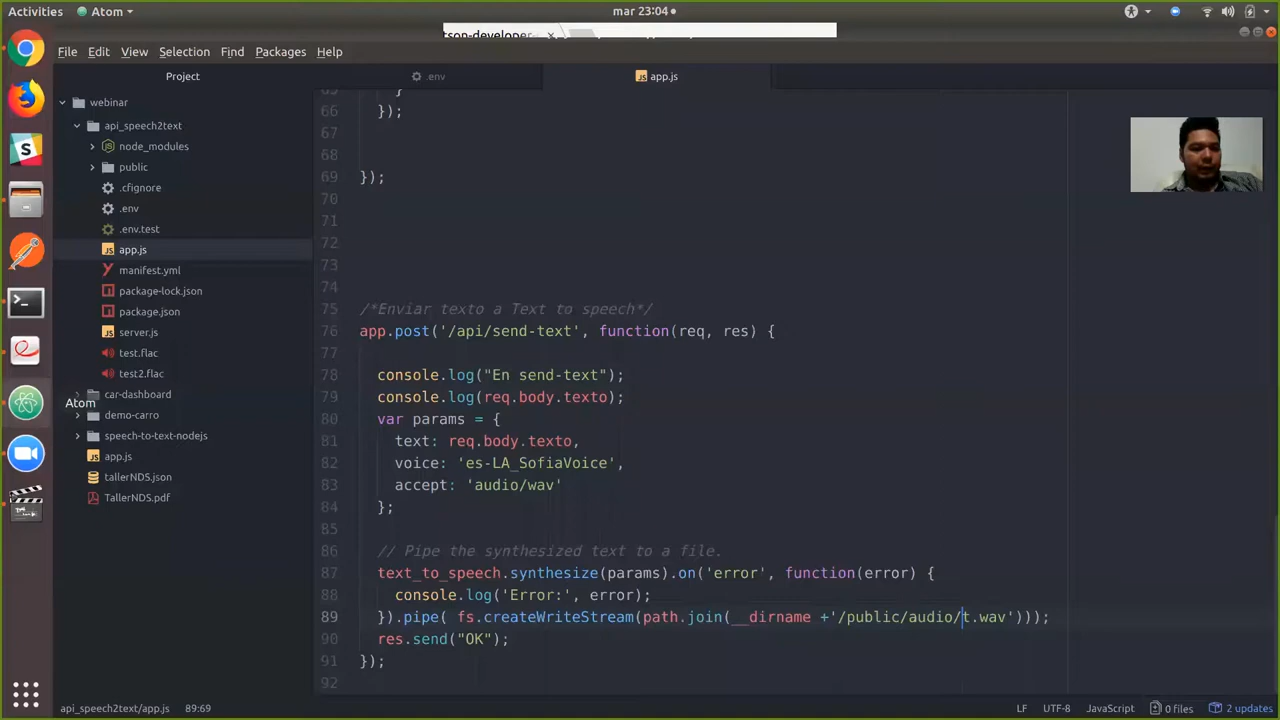 Activities
Atom
mar 23:04
tson-developer-
File Edit View Selection Find Packages Help
Project
.env
app.js
webinar
api_speech2text
node_modules
public
.cfignore
.env
.env.test
app.js
manifest.yml
package-lock.json
package.json
server.js
test.flac
test2.flac
car-dashboard
Atom
demo-carro
speech-to-text-nodejs
app.js
tallerNDS.json
TallerNDS.pdf
65 }
66 });
67
68
69 });
70
71
72
73
74
75 /*Enviar texto a Text to speech*/
76 app.post('/api/send-text', function(req, res) {
77
78 console.log("En send-text");
79 console.log(req.body.texto);
80 var params = {
81 text: req.body.texto,
82 voice: 'es-LA_SofiaVoice',
83 accept: 'audio/wav'
84 };
85
86 // Pipe the synthesized text to a file.
87 text_to_speech.synthesize(params).on('error', function(error) {
88 console.log('Error:', error);
89 }).pipe( fs.createWriteStream(path.join(__dirname +'/public/audio/t.wav')));
90 res.send("OK");
91 });
92
api_speech2text/app.js 89:69
LF UTF-8 JavaScript 0 files 2 updates